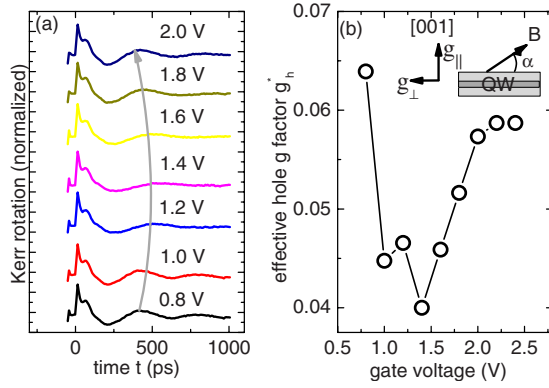 (a)
2.0 V
1.8 V
1.6 V
1.4 V
1.2 V
1.0 V
0.8 V
Kerr rotation (normalized)
0 500 1000
time t (ps)
(b)
[001]
g||
g⊥
B
α
QW
0.07
0.06
0.05
0.04
effective hole g factor g*h
0.5 1.0 1.5 2.0 2.5
gate voltage (V)